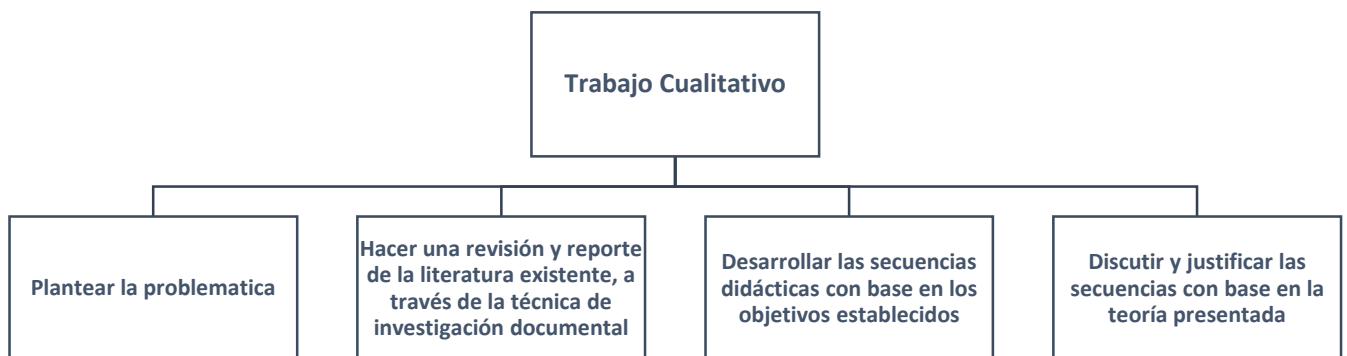 Trabajo Cualitativo
Plantear la problematica
Hacer una revisión y reporte
de la literatura existente, a
través de la técnica de
investigación documental
Desarrollar las secuencias
didácticas con base en los
objetivos establecidos
Discutir y justificar las
secuencias con base en la
teoría presentada